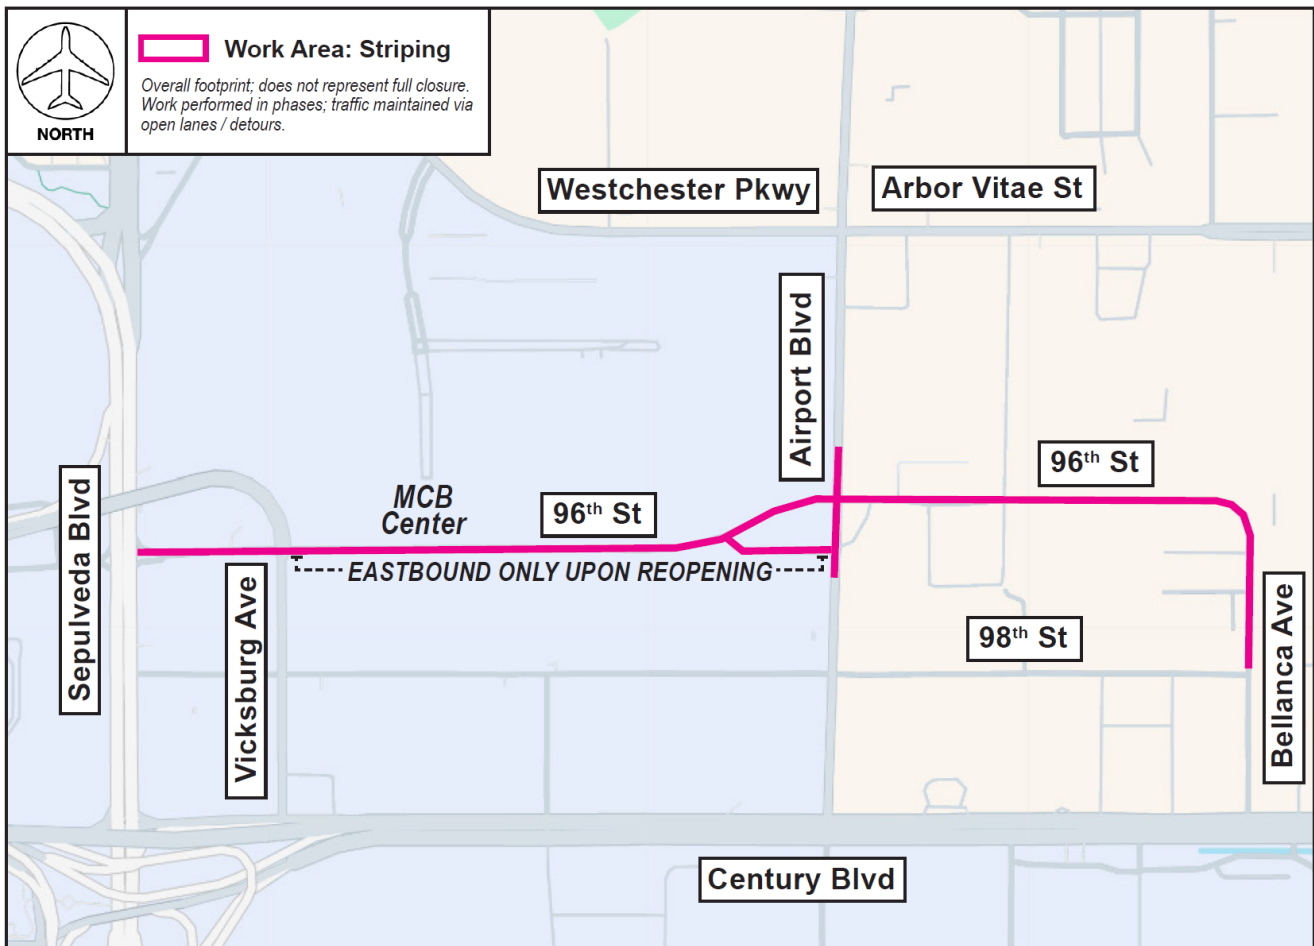 NORTH
Work Area: Striping
Overall footprint; does not represent full closure.
Work performed in phases; traffic maintained via
open lanes / detours.
Westchester Pkwy
Arbor Vitae St
Airport Blvd
96th St
Sepulveda Blvd
MCB
Center
96th St
EASTBOUND ONLY UPON REOPENING
Vicksburg Ave
98th St
Bellanca Ave
Century Blvd